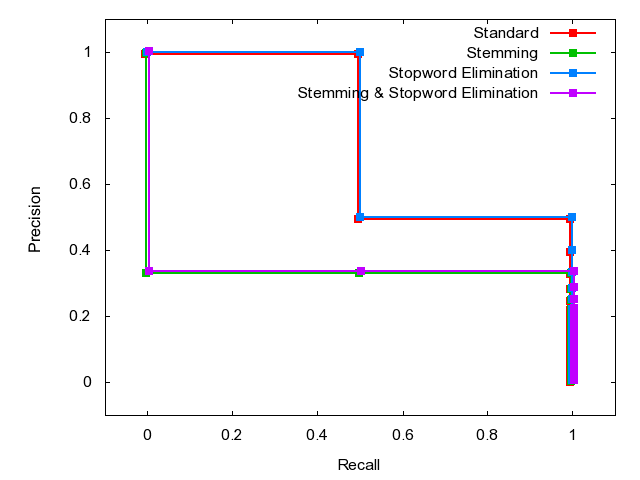 Standard
Stemming
Stopword Elimination
Stemming & Stopword Elimination
1
0.8
0.6
0.4
0.2
0
Precision
0 0.2 0.4 0.6 0.8 1
Recall